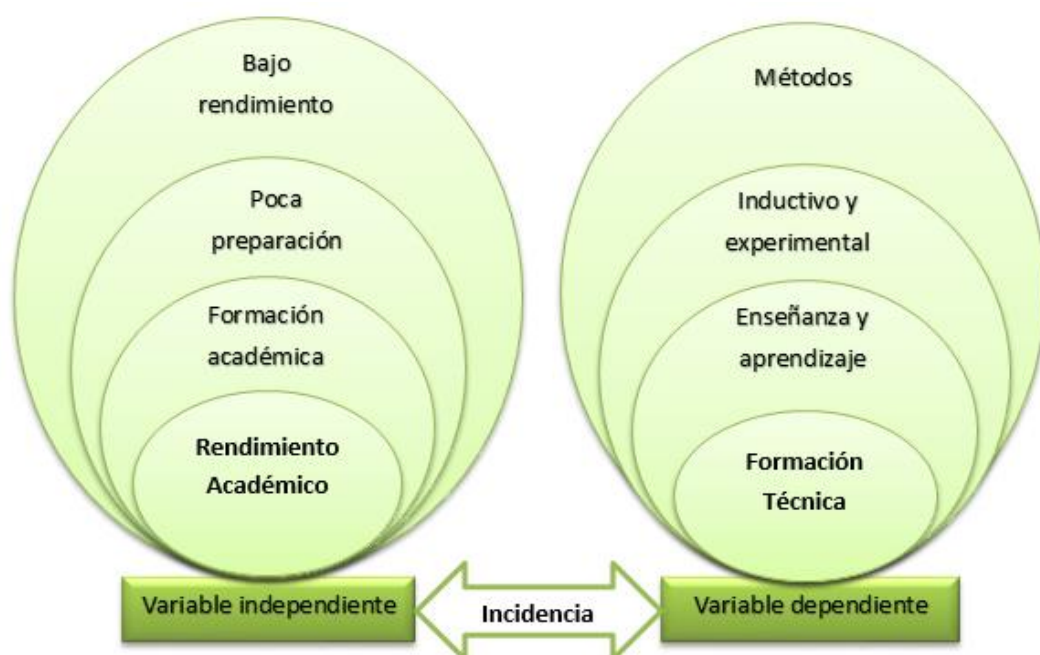 Bajo
rendimiento
Poca
preparación
Formación
académica
Rendimiento
Académico
Variable independiente
Incidencia
Métodos
Inductivo y
experimental
Enseñanza y
aprendizaje
Formación
Técnica
Variable dependiente